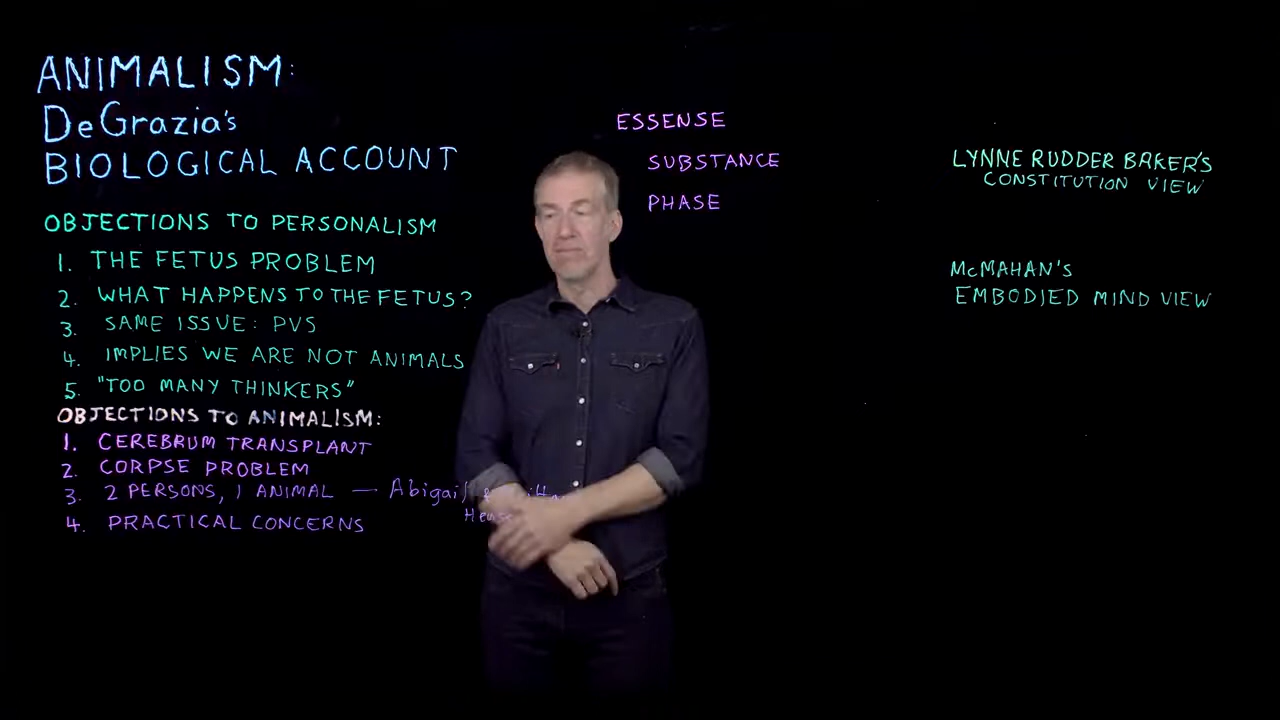 ANIMALISM:
DeGrazia's
BIOLOGICAL ACCOUNT
OBJECTIONS TO PERSONALISM
1. THE FETUS PROBLEM
2. WHAT HAPPENS TO THE FETUS?
3. SAME ISSUE: PVS
4. IMPLIES WE ARE NOT ANIMALS
5. "TOO MANY THINKERS"
OBJECTIONS TO ANIMALISM:
1. CEREBRUM TRANSPLANT
2. CORPSE PROBLEM
3. 2 PERSONS, 1 ANIMAL —
4. PRACTICAL CONCERNS
ESSENSE
SUBSTANCE
PHASE
LYNNE RUDDER BAKER'S
CONSTITUTION VIEW
McMAHAN'S
EMBODIED MIND VIEW